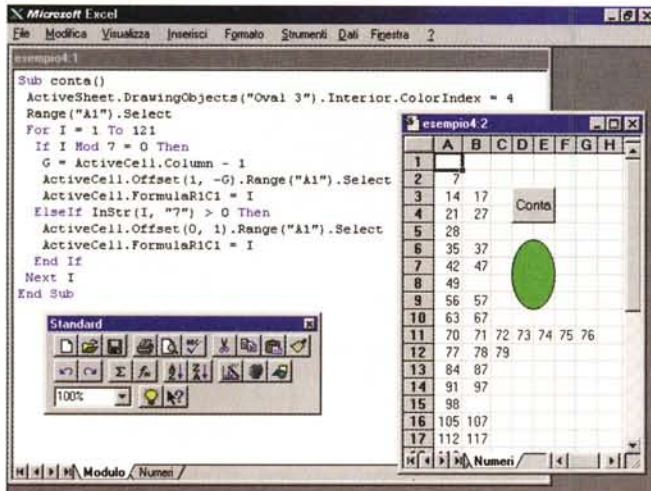 Microsoft Excel
File Modifica Visualizza Inserisci Formato Strumenti Dati Finestra ?
esempio4:1
Sub conta()
ActiveSheet.DrawingObjects("Oval 3").Interior.ColorIndex = 4
Range("A1").Select
For I = 1 To 121
If I Mod 7 = 0 Then
G = ActiveCell.Column - 1
ActiveCell.Offset(1, -G).Range("A1").Select
ActiveCell.FormulaR1C1 = I
ElseIf InStr(I, "7") > 0 Then
ActiveCell.Offset(0, 1).Range("A1").Select
ActiveCell.FormulaR1C1 = I
End If
Next I
End Sub
Standard
100%
Modulo Numeri
esempio4:2
A B C D E F G H
1
2 7
3 14 17
Conta
4 21 27
5 28
6 35 37
7 42 47
8 49
9 56 57
10 63 67
11 70 71 72 73 74 75 76
12 77 78 79
13 84 87
14 91 97
15 98
16 105 107
17 112 117
Numeri